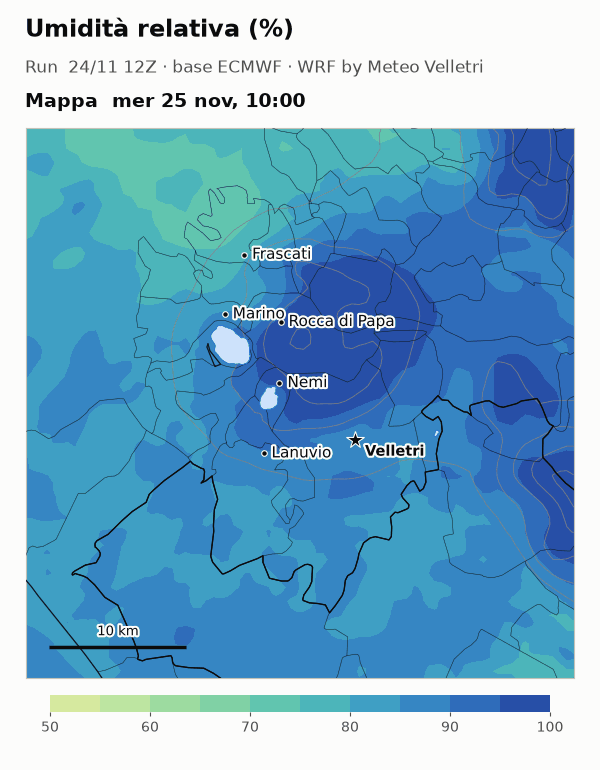 Umidità relativa (%)
Run  24/11 12Z · base ECMWF · WRF by Meteo Velletri
Mappa  mer 25 nov, 10:00
Frascati
Marino
Rocca di Papa
Nemi
Velletri
Lanuvio
10 km
50 60 70 80 90 100